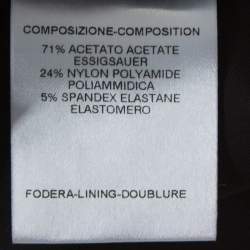 COMPOSIZIONE-COMPOSITION
71% ACETATO ACETATE
ESSIGSAUER
24% NYLON POLYAMIDE
POLIAMMIDICA
5% SPANDEX ELASTANE
ELASTOMERO
FODERA-LINING-DOUBLURE